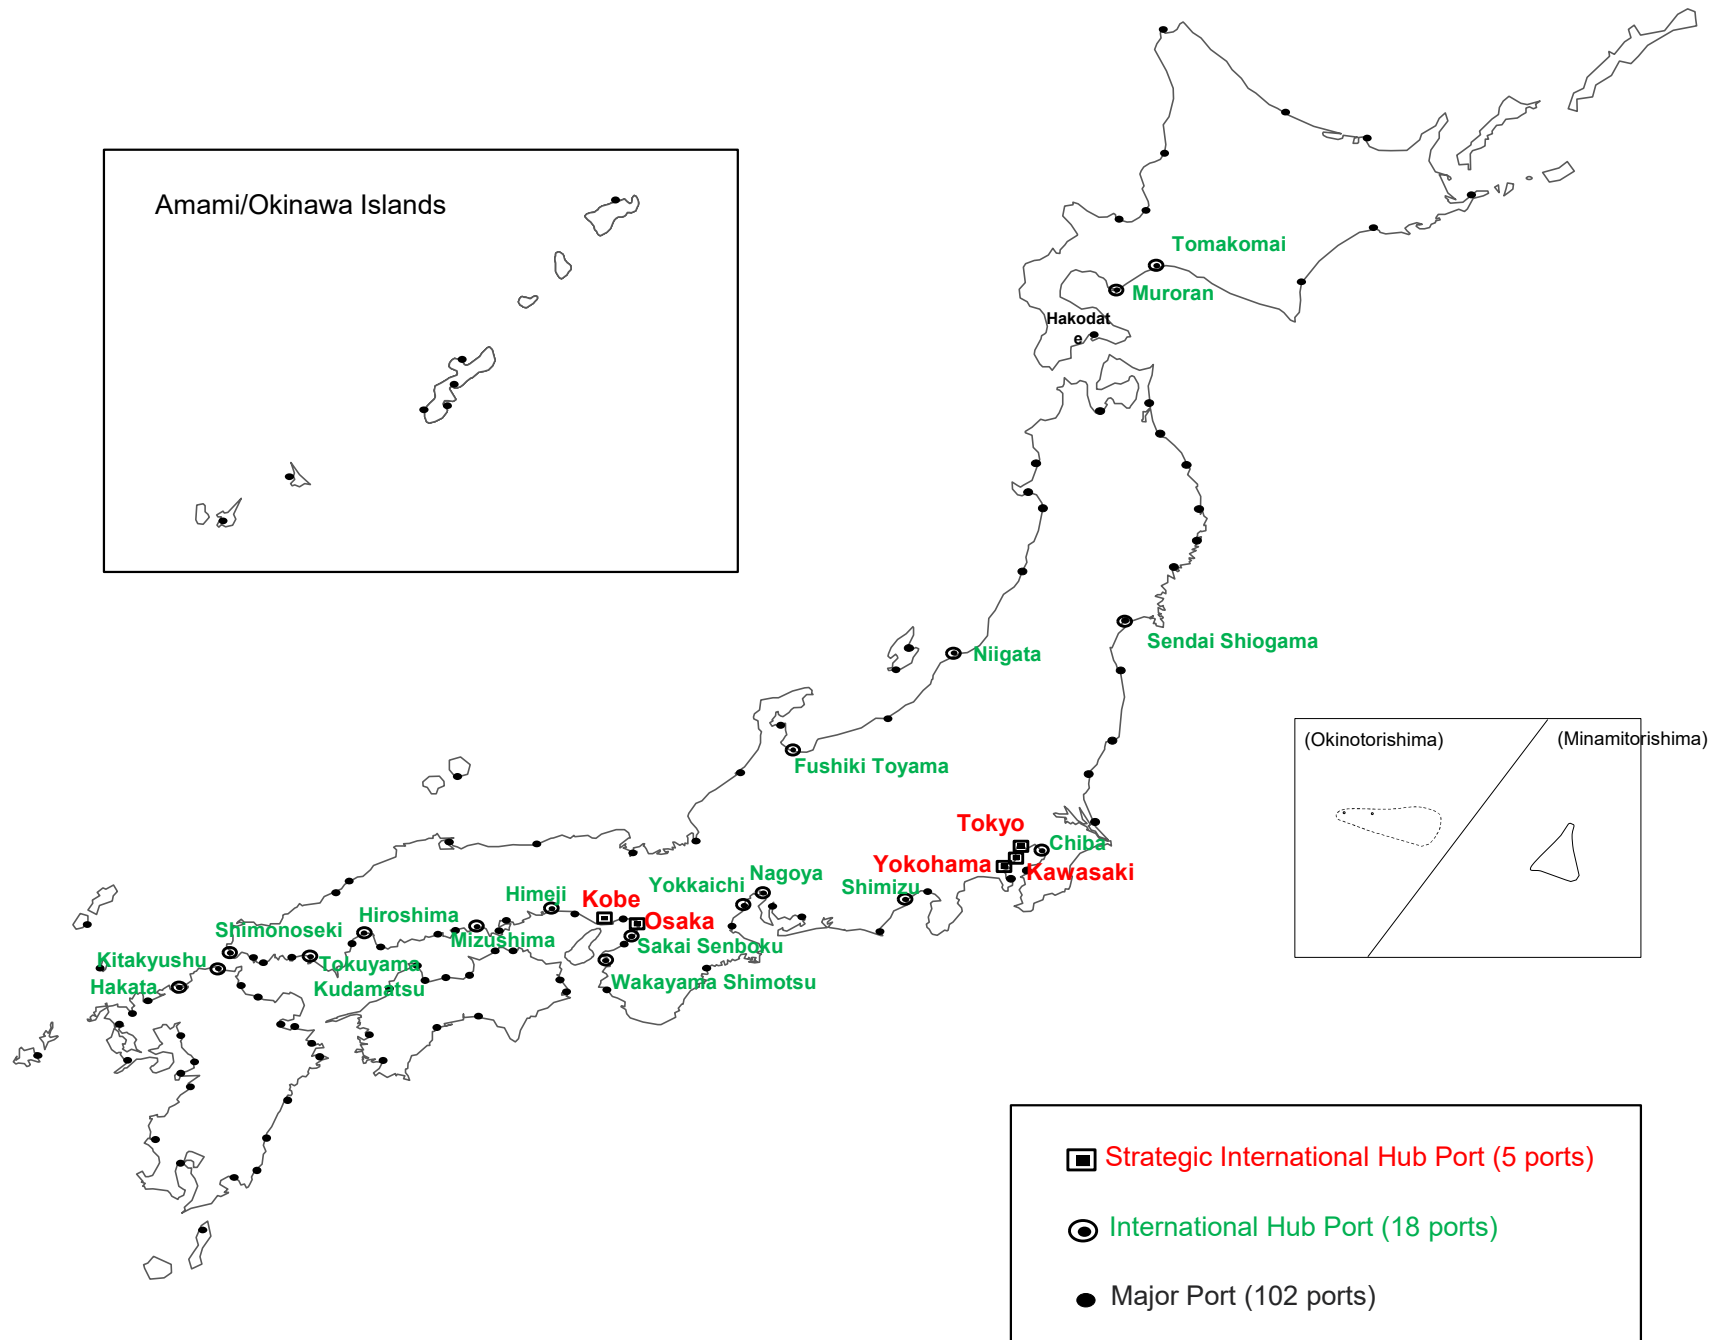 Amami/Okinawa Islands
Tomakomai
Muroran
Hakodat
e
Sendai Shiogama
Niigata
(Okinotorishima)
(Minamitorishima)
Fushiki Toyama
Tokyo
Chiba
Yokohama
Kawasaki
Nagoya
Yokkaichi
Shimizu
Himeji
Kobe
Osaka
Hiroshima
Shimonoseki
Mizushima
Sakai Senboku
Kitakyushu
Tokuyama
Kudamatsu
Hakata
Wakayama Shimotsu
Strategic International Hub Port (5 ports)
International Hub Port (18 ports)
Major Port (102 ports)